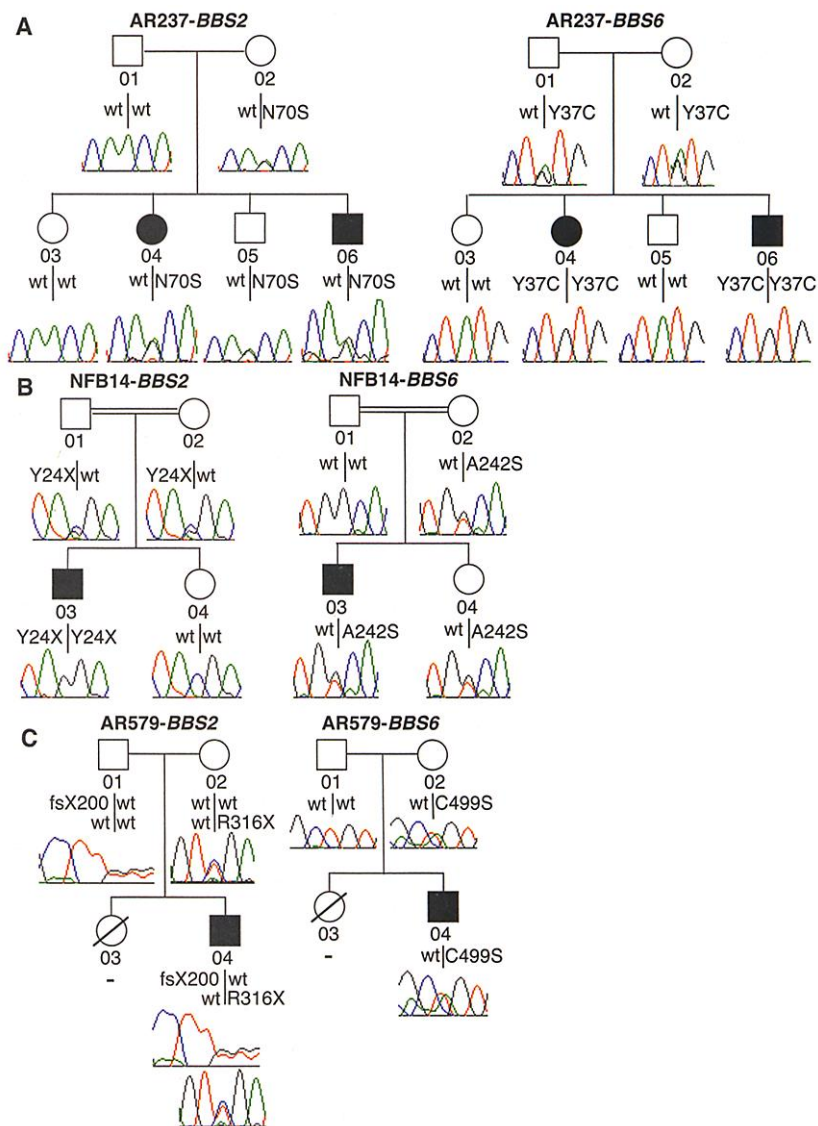 A
AR237-BBS2
01
02
wt|wt
wt|N70S
03
04
05
06
wt|wt
wt|N70S
wt|N70S
wt|N70S
AR237-BBS6
01
02
wt|Y37C
wt|Y37C
03
04
05
06
wt|wt
Y37C|Y37C
wt|wt
Y37C|Y37C
B
NFB14-BBS2
01
02
Y24X|wt
Y24X|wt
03
04
Y24X|Y24X
wt|wt
NFB14-BBS6
01
02
wt|wt
wt|A242S
03
04
wt|A242S
wt|A242S
C
AR579-BBS2
01
02
fsX200|wt
wt|wt
wt|wt
wt|R316X
03
04
-
fsX200|wt
wt|R316X
AR579-BBS6
01
02
wt|wt
wt|C499S
03
04
-
wt|C499S